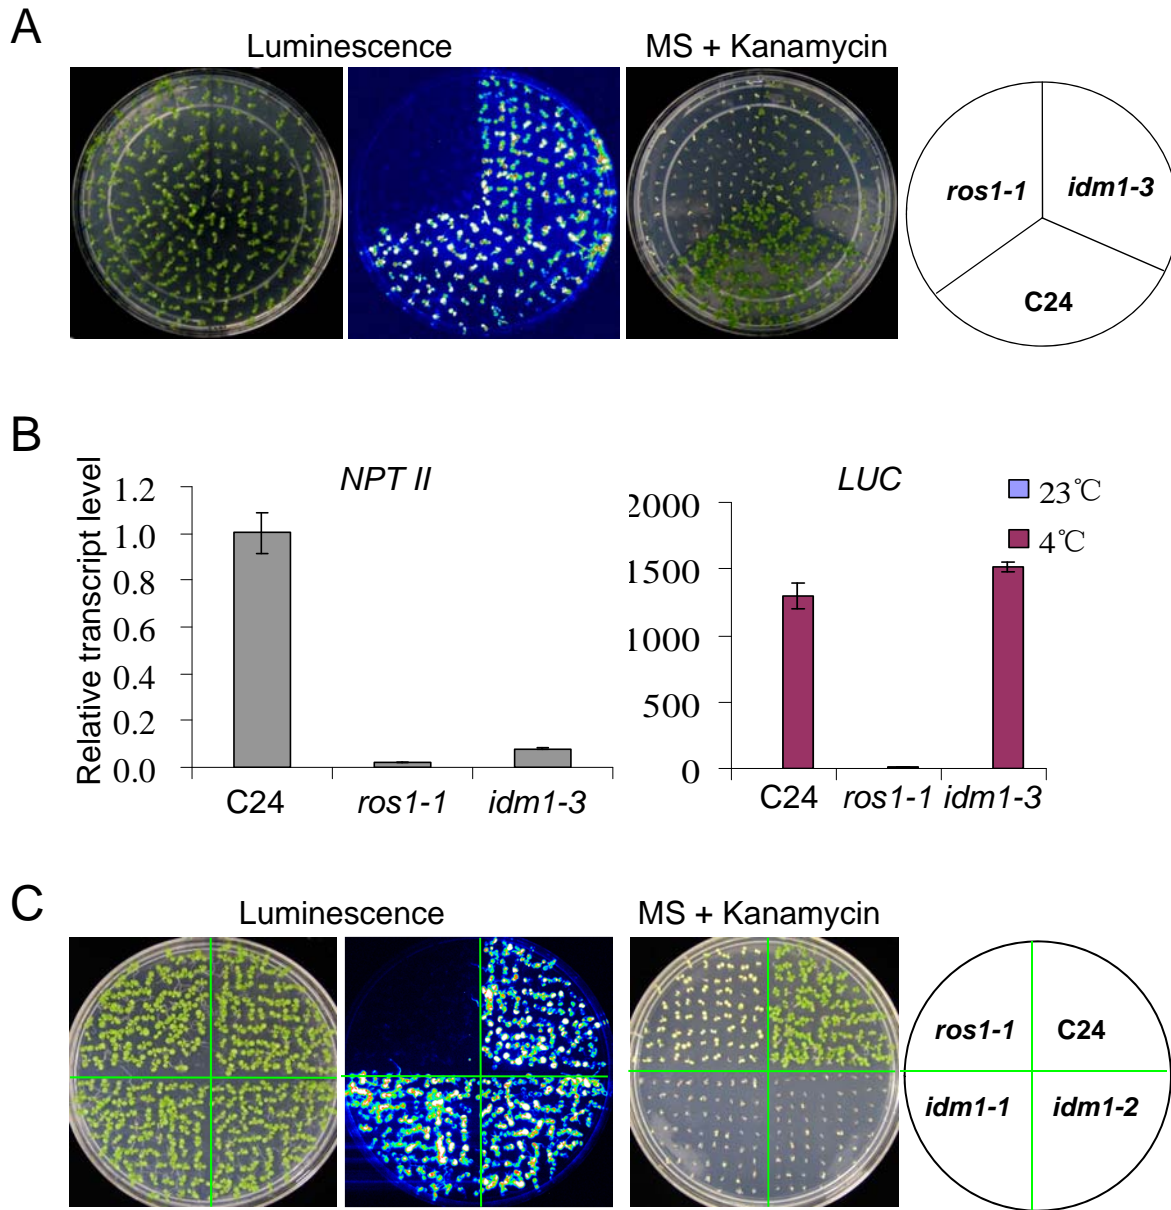 A
Luminescence
MS + Kanamycin
ros1-1
idm1-3
C24
B
Relative transcript level
NPT II
1.2
1.0
0.8
0.6
0.4
0.2
0.0
C24
ros1-1
idm1-3
LUC
23℃
4℃
2000
1500
1000
500
0
C24
ros1-1
idm1-3
C
Luminescence
MS + Kanamycin
ros1-1
C24
idm1-1
idm1-2